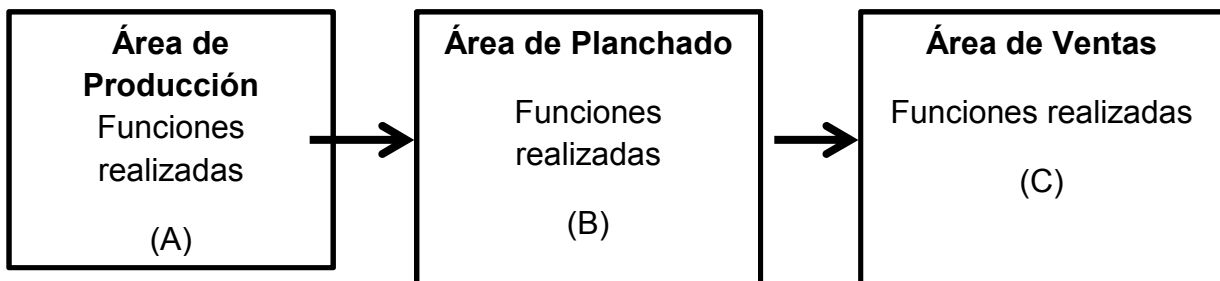 Área de
Producción
Funciones
realizadas
(A)
Área de Planchado
Funciones
realizadas
(B)
Área de Ventas
Funciones realizadas
(C)